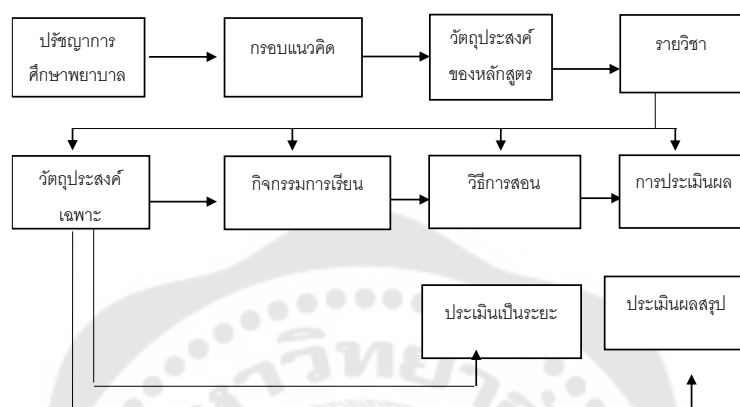 ปรัชญาการ
ศึกษาพยาบาล
กรอบแนวคิด
วัตถุประสงค์
ของหลักสูตร
รายวิชา
วัตถุประสงค์
เฉพาะ
กิจกรรมการเรียน
วิธีการสอน
การประเมินผล
ประเมินเป็นระยะ
ประเมินผลสรุป